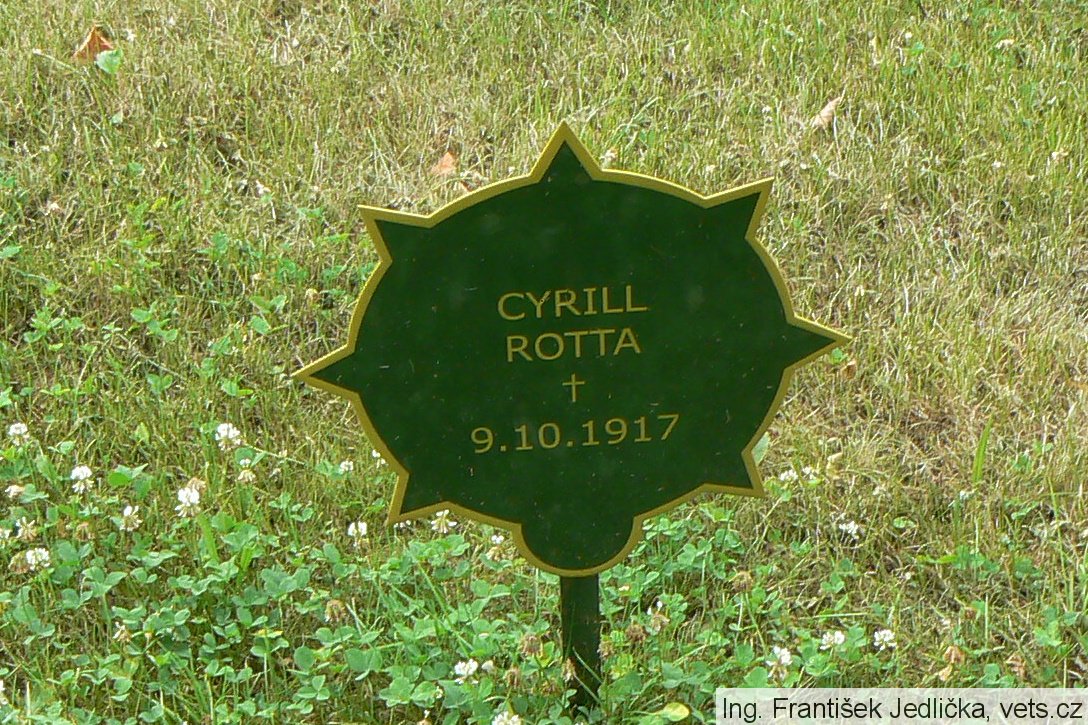 CYRILL
ROTTA
†
9.10.1917
Ing. František Jedlička, vets.cz